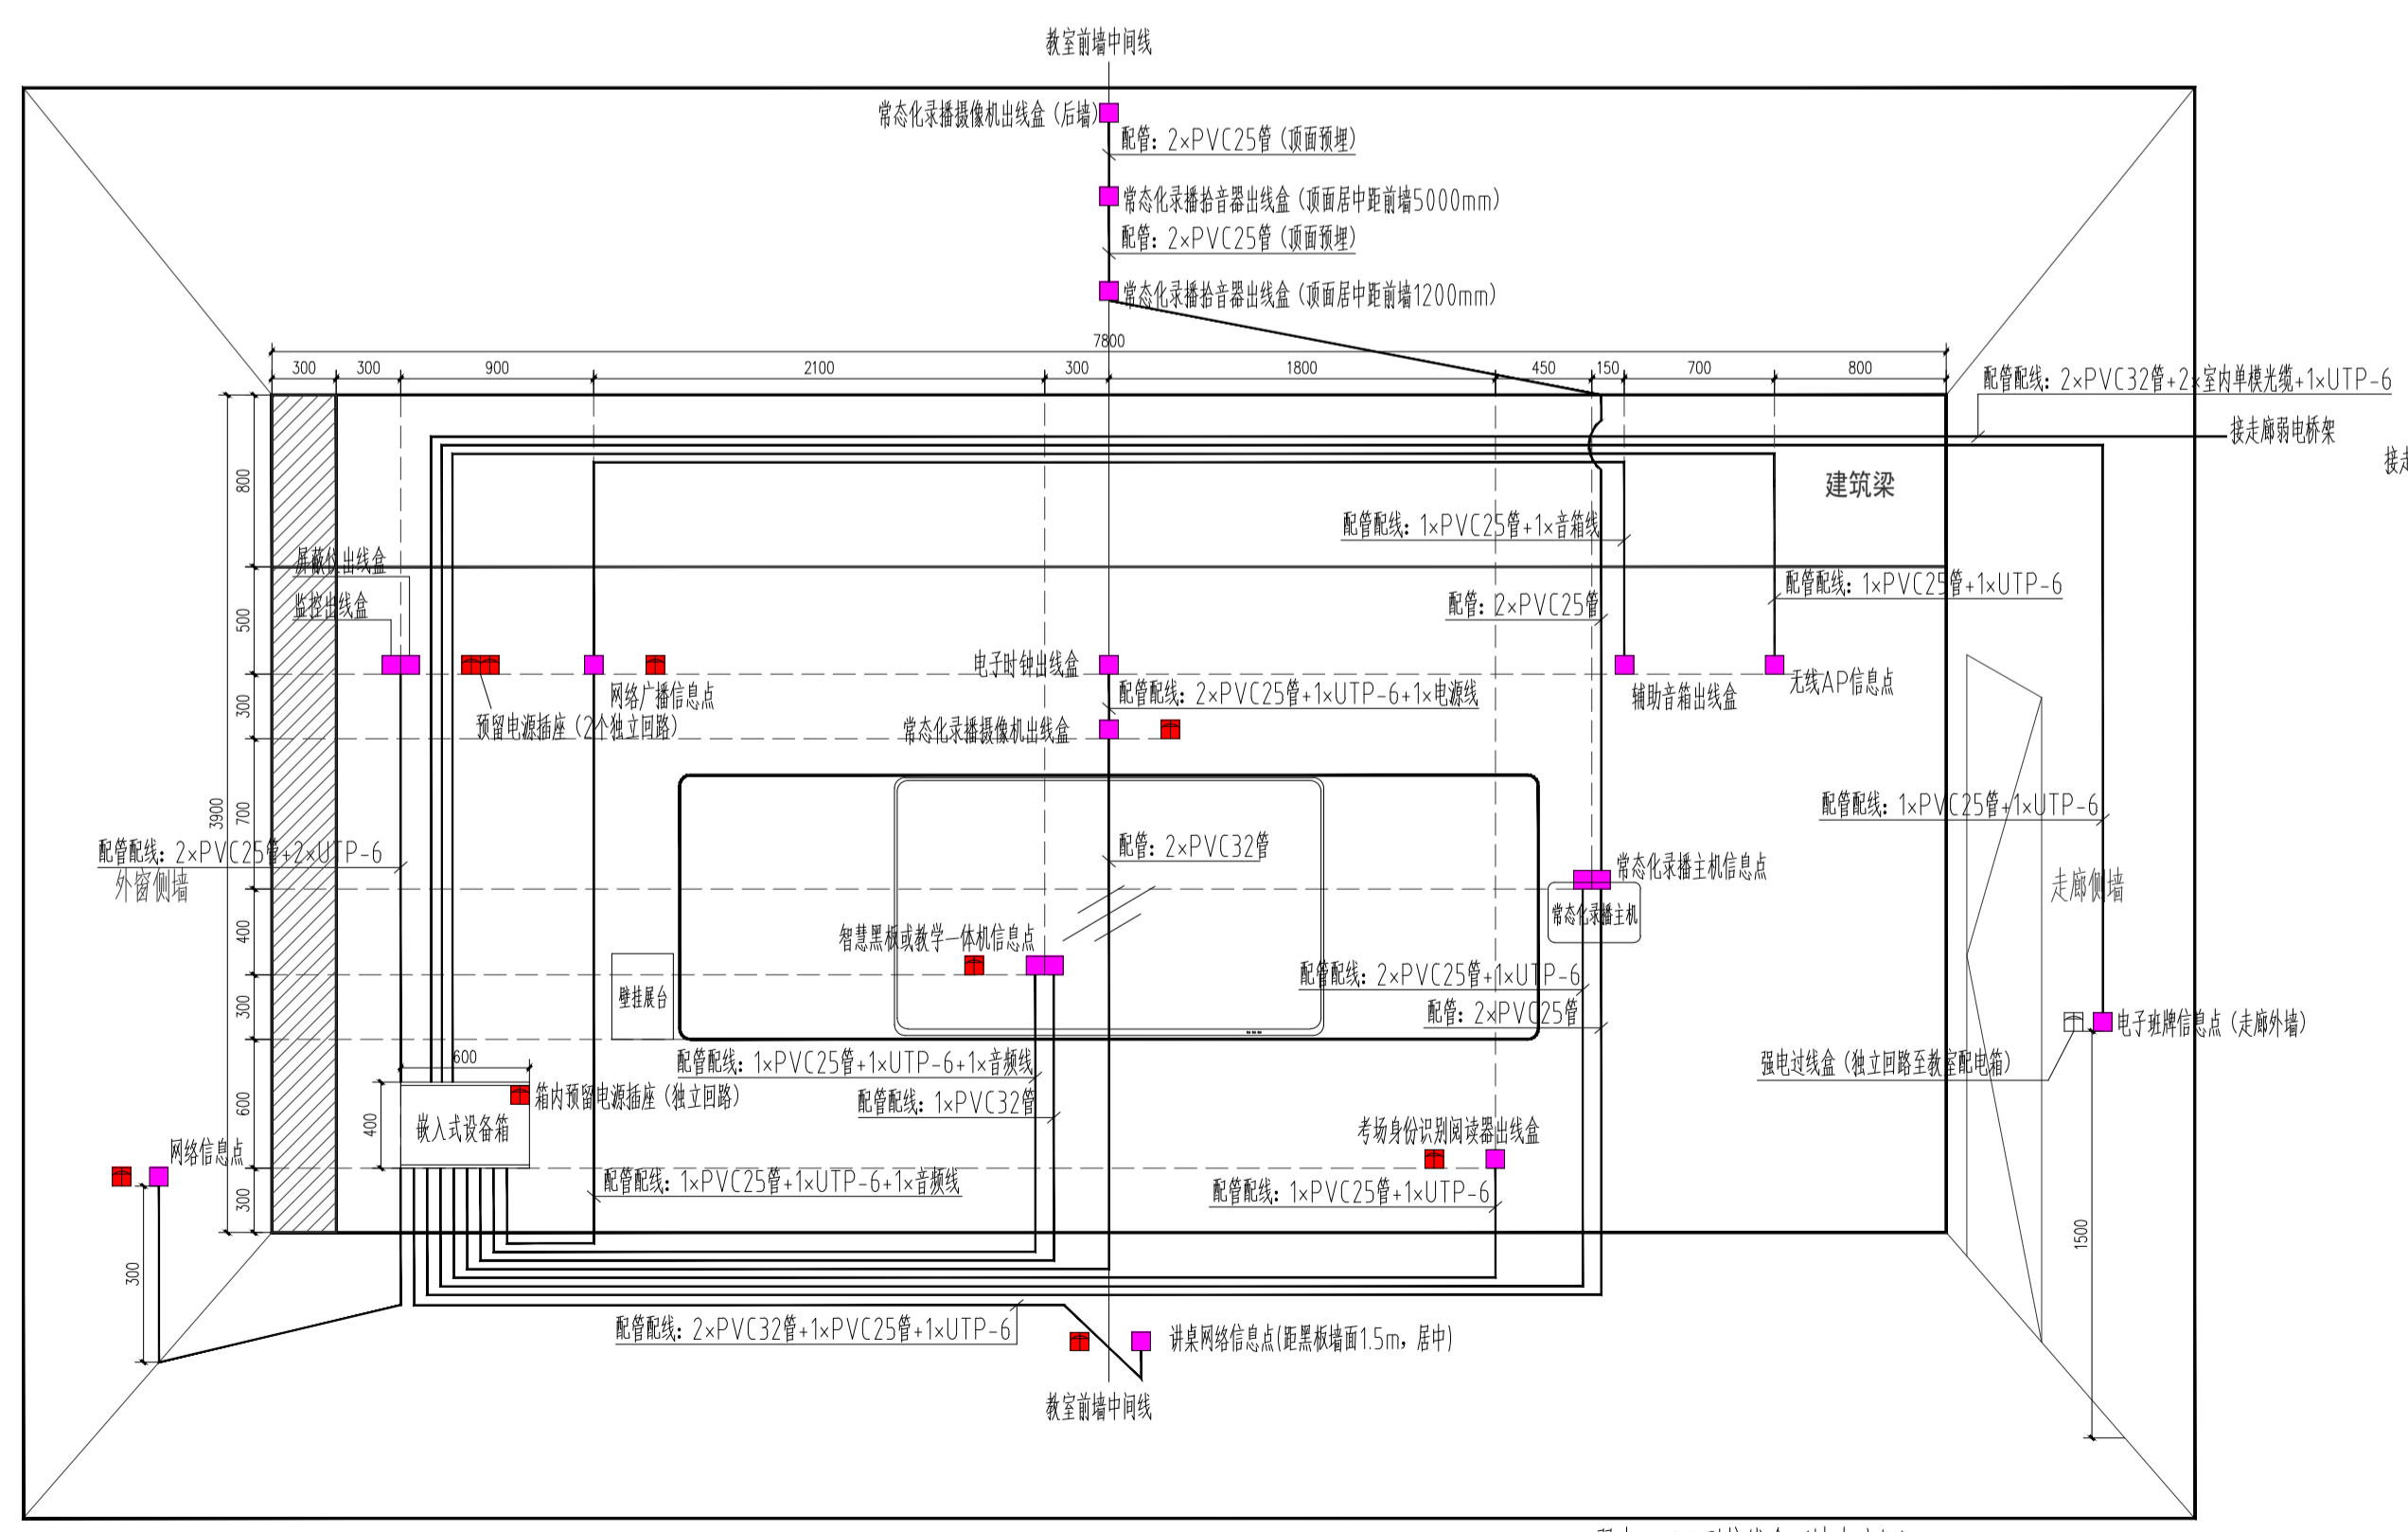 教室前墙中间线
常态化录播摄像机出线盒（后墙）
配管：2×PVC25管（顶面预埋）
常态化录播拾音器出线盒（顶面居中距前墙5000mm）
配管：2×PVC25管（顶面预埋）
常态化录播拾音器出线盒（顶面居中距前墙1200mm）
7800
300 300 900 2100 300 1800 450 150 700 800
配管配线：2×PVC32管+2×室内单模光缆+1×UTP-6
接走廊弱电桥架
接走
建筑梁
800
配管配线：1×PVC25管+1×音箱线
屏蔽仪出线盒
配管配线：1×PVC25管+1×UTP-6
监控出线盒
配管：2×PVC25管
500
电子时钟出线盒
无线AP信息点
网络广播信息点
配管配线：2×PVC25管+1×UTP-6+1×电源线
辅助音箱出线盒
300
预留电源插座（2个独立回路）
常态化录播摄像机出线盒
3900
700
配管配线：1×PVC25管+1×UTP-6
配管配线：2×PVC25管+2×UTP-6
配管：2×PVC32管
常态化录播主机信息点
外窗侧墙
走廊侧墙
常态化录播主机
400
智慧黑板或教学一体机信息点
配管配线：2×PVC25管+1×UTP-6
壁挂展台
300
配管：2×PVC25管
电子班牌信息点（走廊外墙）
600
配管配线：1×PVC25管+1×UTP-6+1×音频线
强电过线盒（独立回路至教室配电箱）
箱内预留电源插座（独立回路）
配管配线：1×PVC32管
600
400
嵌入式设备箱
考场身份识别阅读器出线盒
网络信息点
配管配线：1×PVC25管+1×UTP-6+1×音频线
配管配线：1×PVC25管+1×UTP-6
300
1500
300
配管配线：2×PVC32管+1×PVC25管+1×UTP-6
讲桌网络信息点(距黑板墙面1.5m，居中)
教室前墙中间线